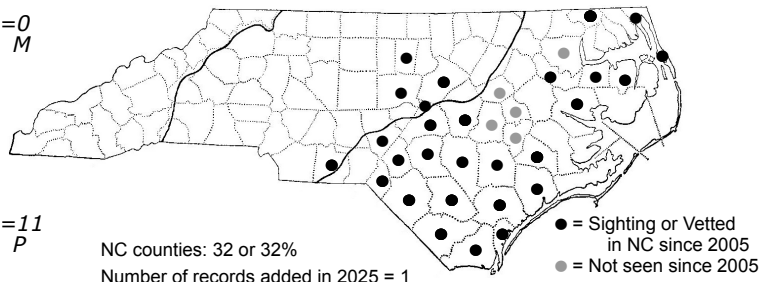 =0
M
=11
P
NC counties: 32 or 32%
Number of records added in 2025 = 1
● = Sighting or Vetted
in NC since 2005
● = Not seen since 2005